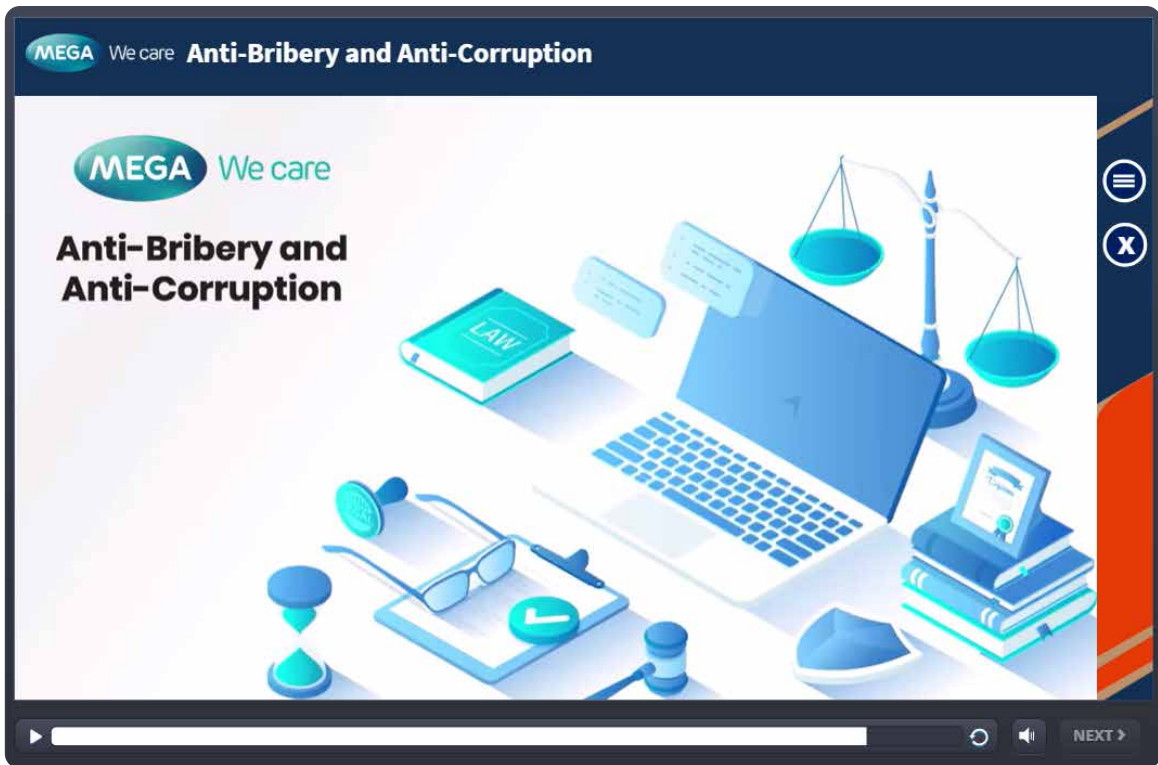 MEGA We care Anti-Bribery and Anti-Corruption
MEGA We care
Anti-Bribery and
Anti-Corruption
LAW
X
NEXT